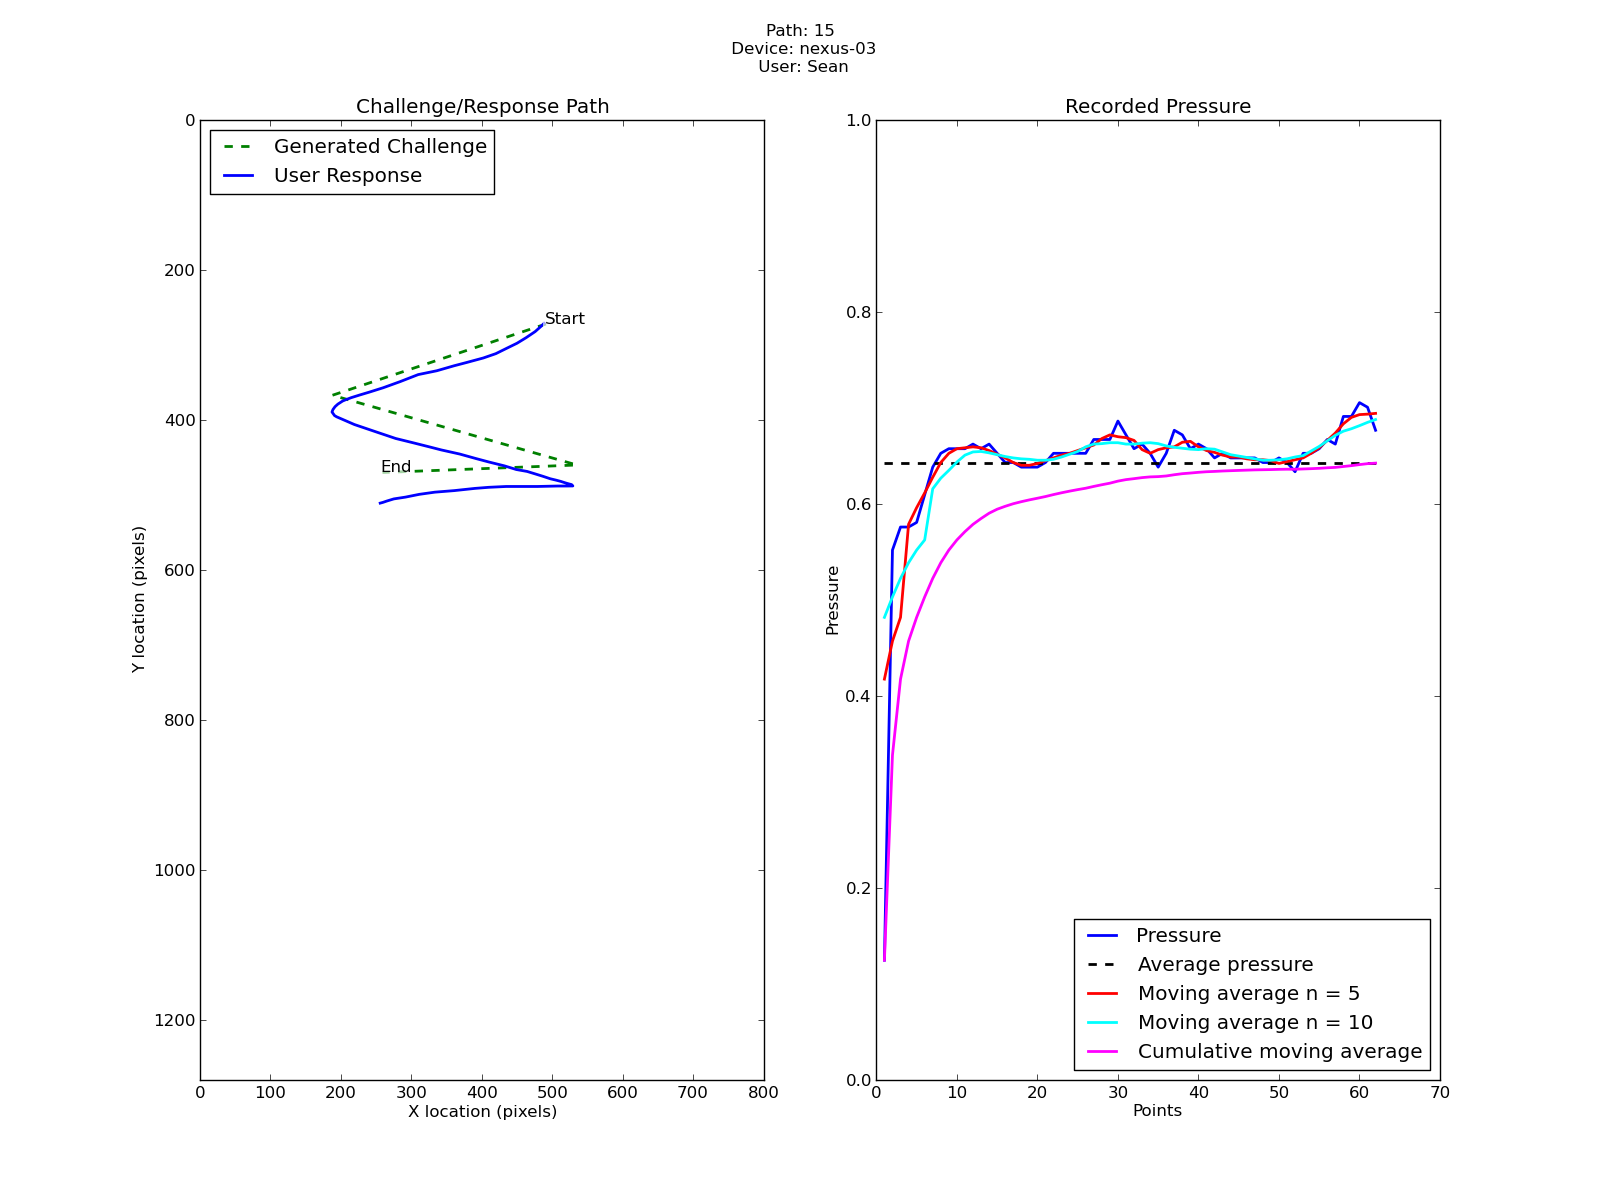 Path: 15
Device: nexus-03
User: Sean
Challenge/Response Path
Generated Challenge
User Response
Start
End
0
200
400
600
800
1000
1200
Y location (pixels)
0 100 200 300 400 500 600 700 800
X location (pixels)
Recorded Pressure
1.0
0.8
0.6
0.4
0.2
0.0
Pressure
Pressure
Average pressure
Moving average n = 5
Moving average n = 10
Cumulative moving average
0 10 20 30 40 50 60 70
Points